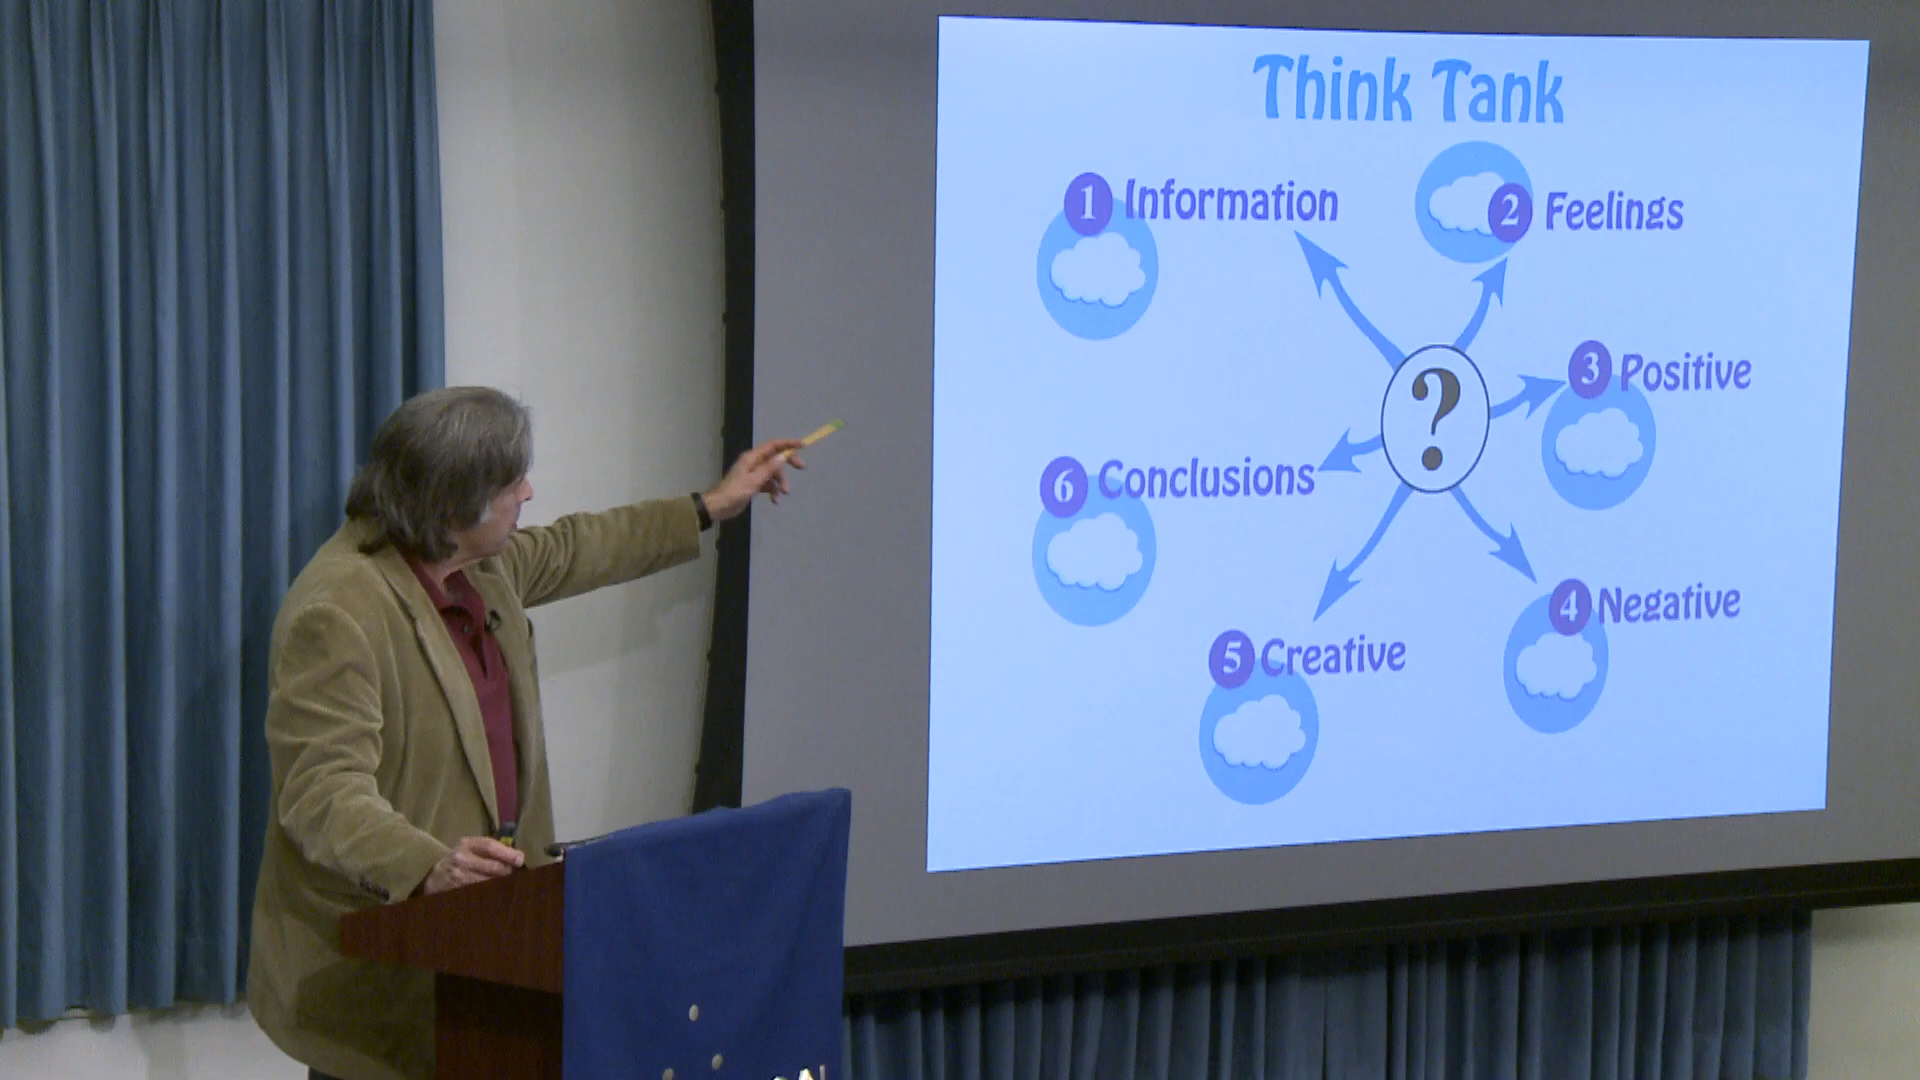 Think Tank
1 Information
2 Feelings
3 Positive
? 
6 Conclusions
4 Negative
5 Creative